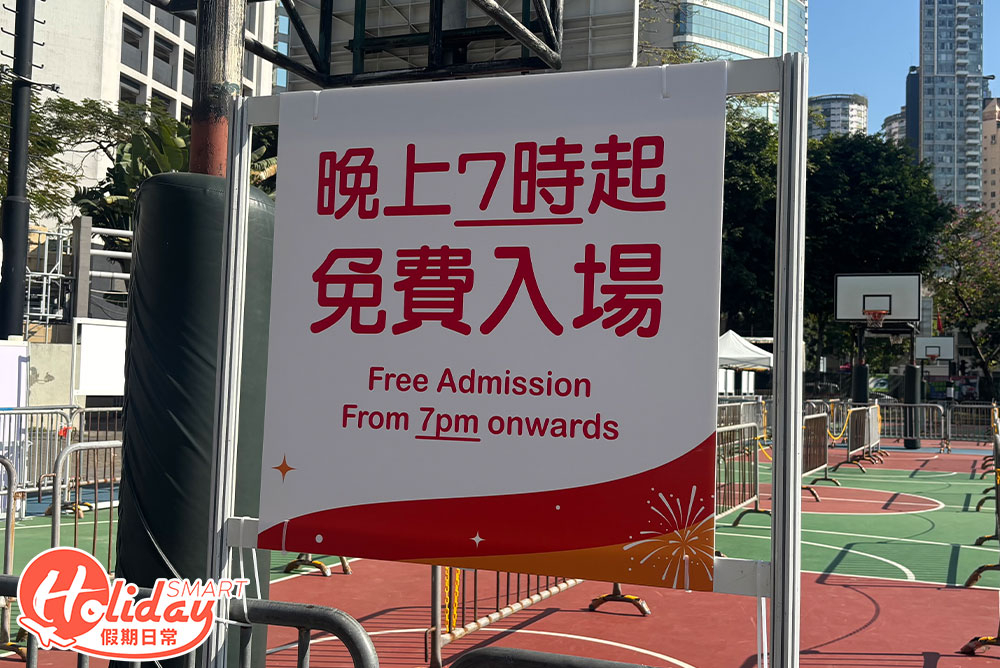 晚上7時起
免費入場
Free Admission
From 7pm onwards
Holiday SMART
假期日常